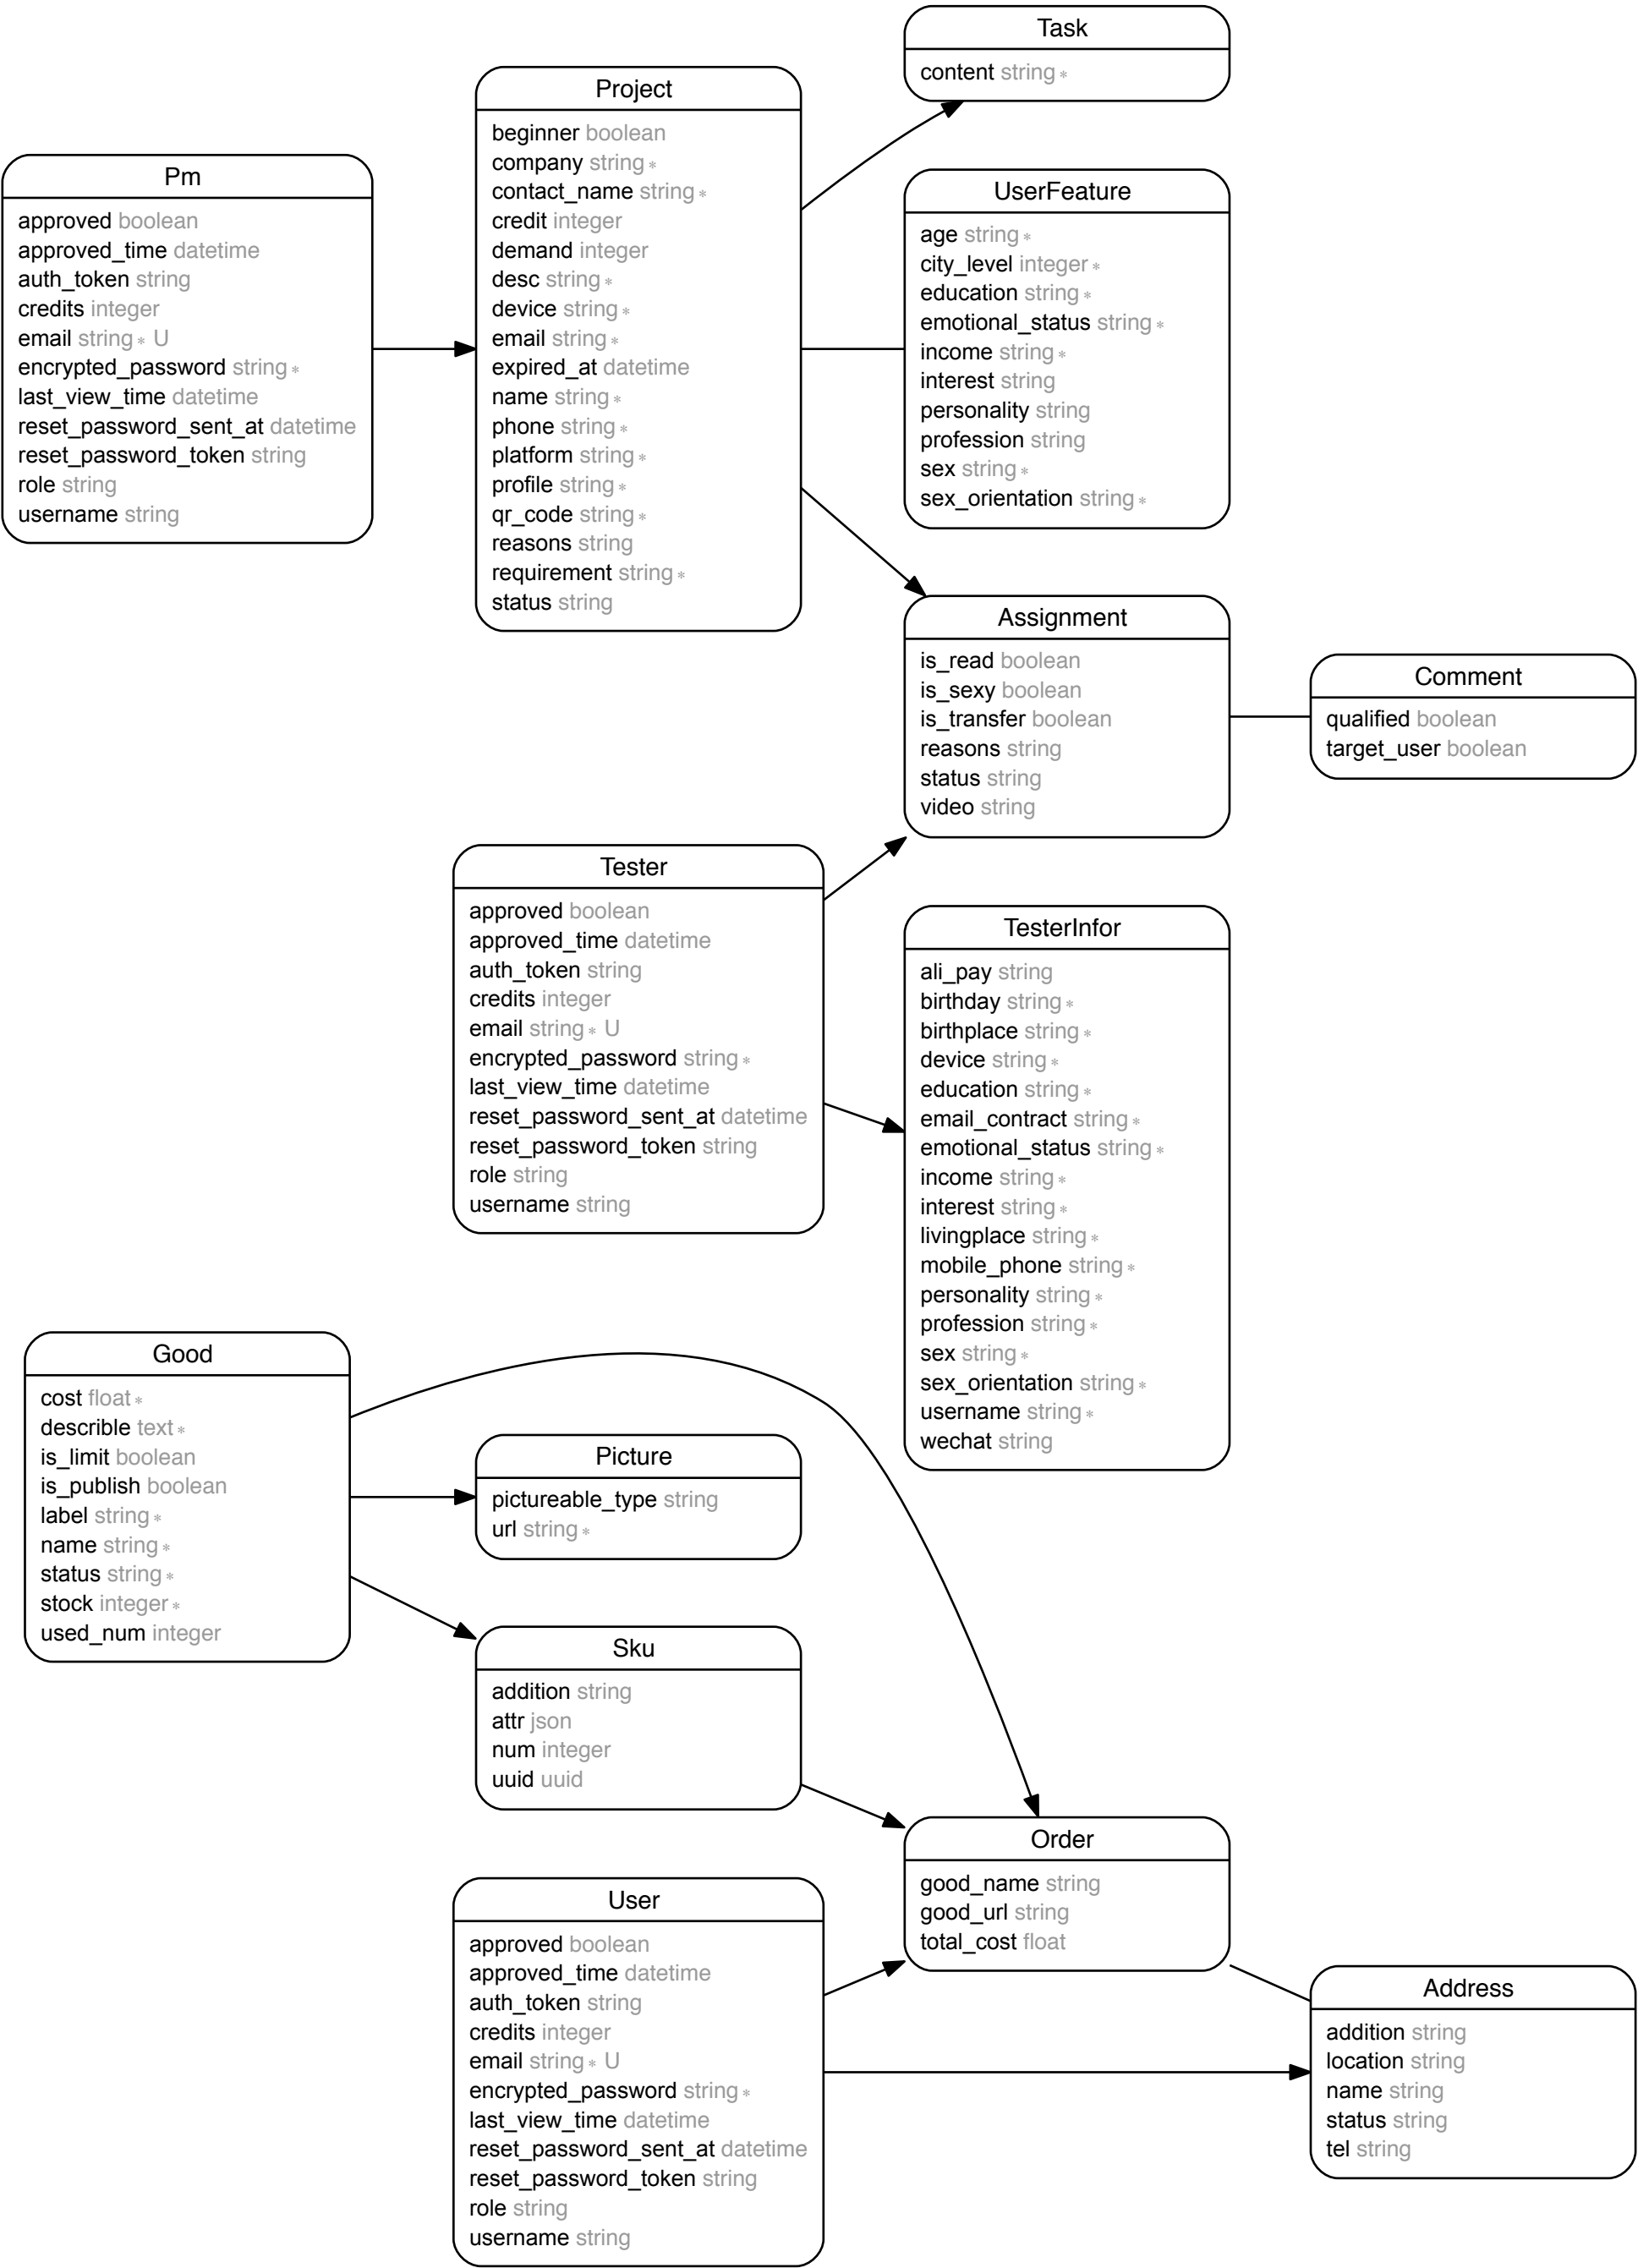 Task
content string *
Project
beginner boolean
company string *
contact_name string *
credit integer
demand integer
desc string *
device string *
email string *
expired_at datetime
name string *
phone string *
platform string *
profile string *
qr_code string *
reasons string
requirement string *
status string
Pm
approved boolean
approved_time datetime
auth_token string
credits integer
email string * U
encrypted_password string *
last_view_time datetime
reset_password_sent_at datetime
reset_password_token string
role string
username string
UserFeature
age string *
city_level integer *
education string *
emotional_status string *
income string *
interest string
personality string
profession string
sex string *
sex_orientation string *
Assignment
is_read boolean
is_sexy boolean
is_transfer boolean
reasons string
status string
video string
Comment
qualified boolean
target_user boolean
Tester
approved boolean
approved_time datetime
auth_token string
credits integer
email string * U
encrypted_password string *
last_view_time datetime
reset_password_sent_at datetime
reset_password_token string
role string
username string
TesterInfor
ali_pay string
birthday string *
birthplace string *
device string *
education string *
email_contract string *
emotional_status string *
income string *
interest string *
livingplace string *
mobile_phone string *
personality string *
profession string *
sex string *
sex_orientation string *
username string *
wechat string
Good
cost float *
describle text *
is_limit boolean
is_publish boolean
label string *
name string *
status string *
stock integer *
used_num integer
Picture
pictureable_type string
url string *
Sku
addition string
attr json
num integer
uuid uuid
Order
good_name string
good_url string
total_cost float
User
approved boolean
approved_time datetime
auth_token string
credits integer
email string * U
encrypted_password string *
last_view_time datetime
reset_password_sent_at datetime
reset_password_token string
role string
username string
Address
addition string
location string
name string
status string
tel string